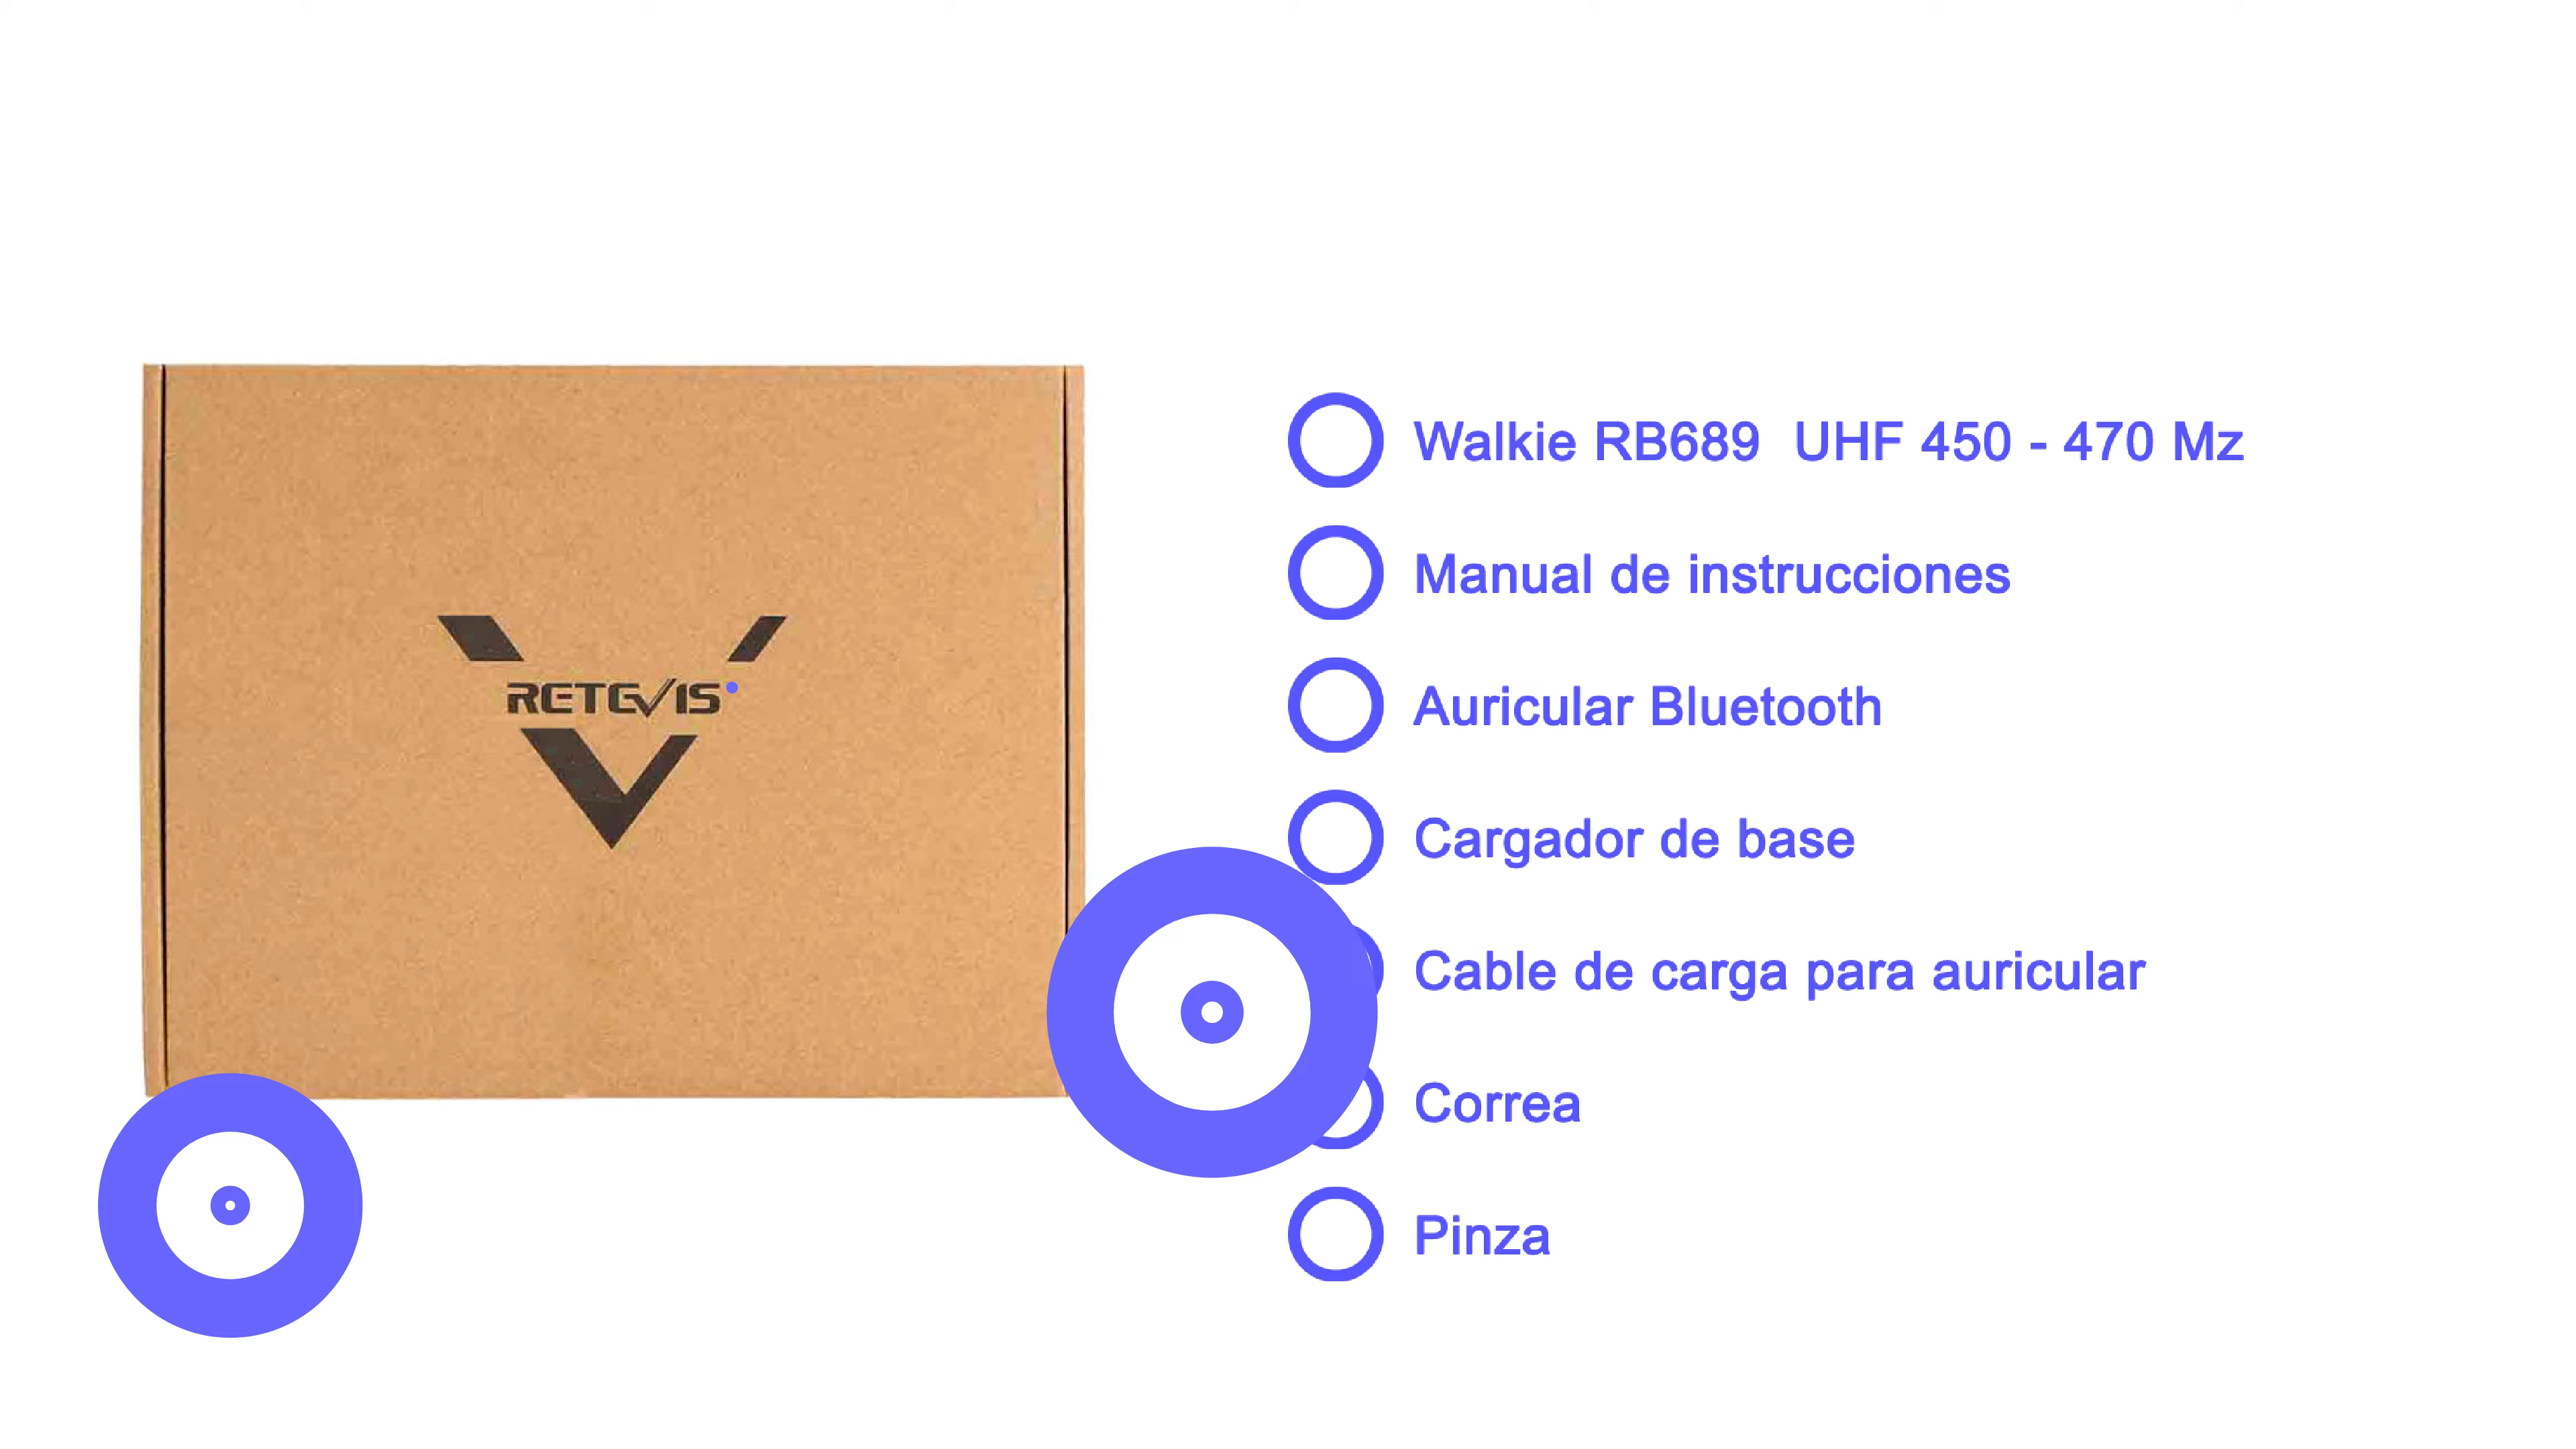 RETEVIS
Walkie RB689 UHF 450 - 470 Mz
Manual de instrucciones
Auricular Bluetooth
Cargador de base
Cable de carga para auricular
Correa
Pinza